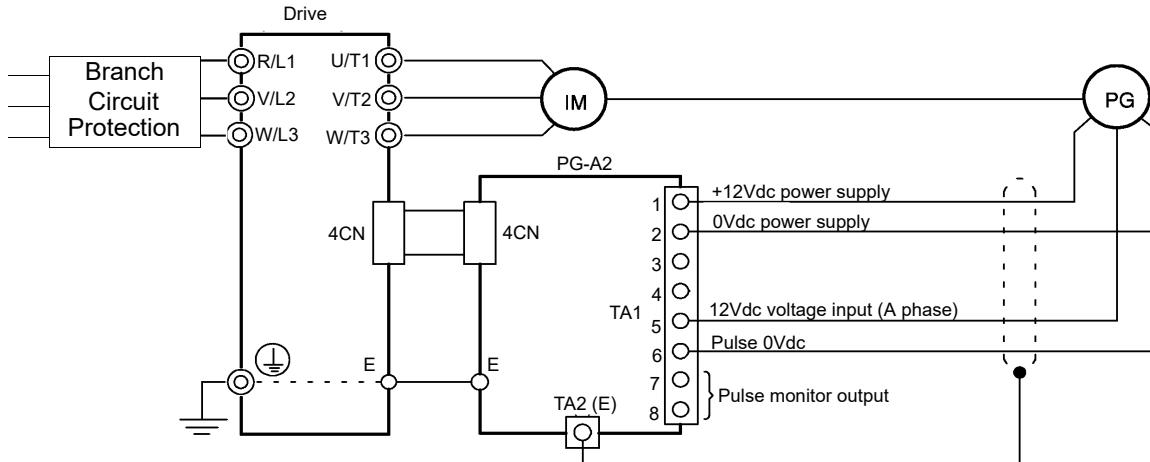 Drive
Branch
Circuit
Protection
R/L1
V/L2
W/L3
U/T1
V/T2
W/T3
IM
PG
PG-A2
4CN
4CN
1
2
3
4
5
6
7
8
TA1
+12Vdc power supply
0Vdc power supply
12Vdc voltage input (A phase)
Pulse 0Vdc
Pulse monitor output
E
E
TA2 (E)